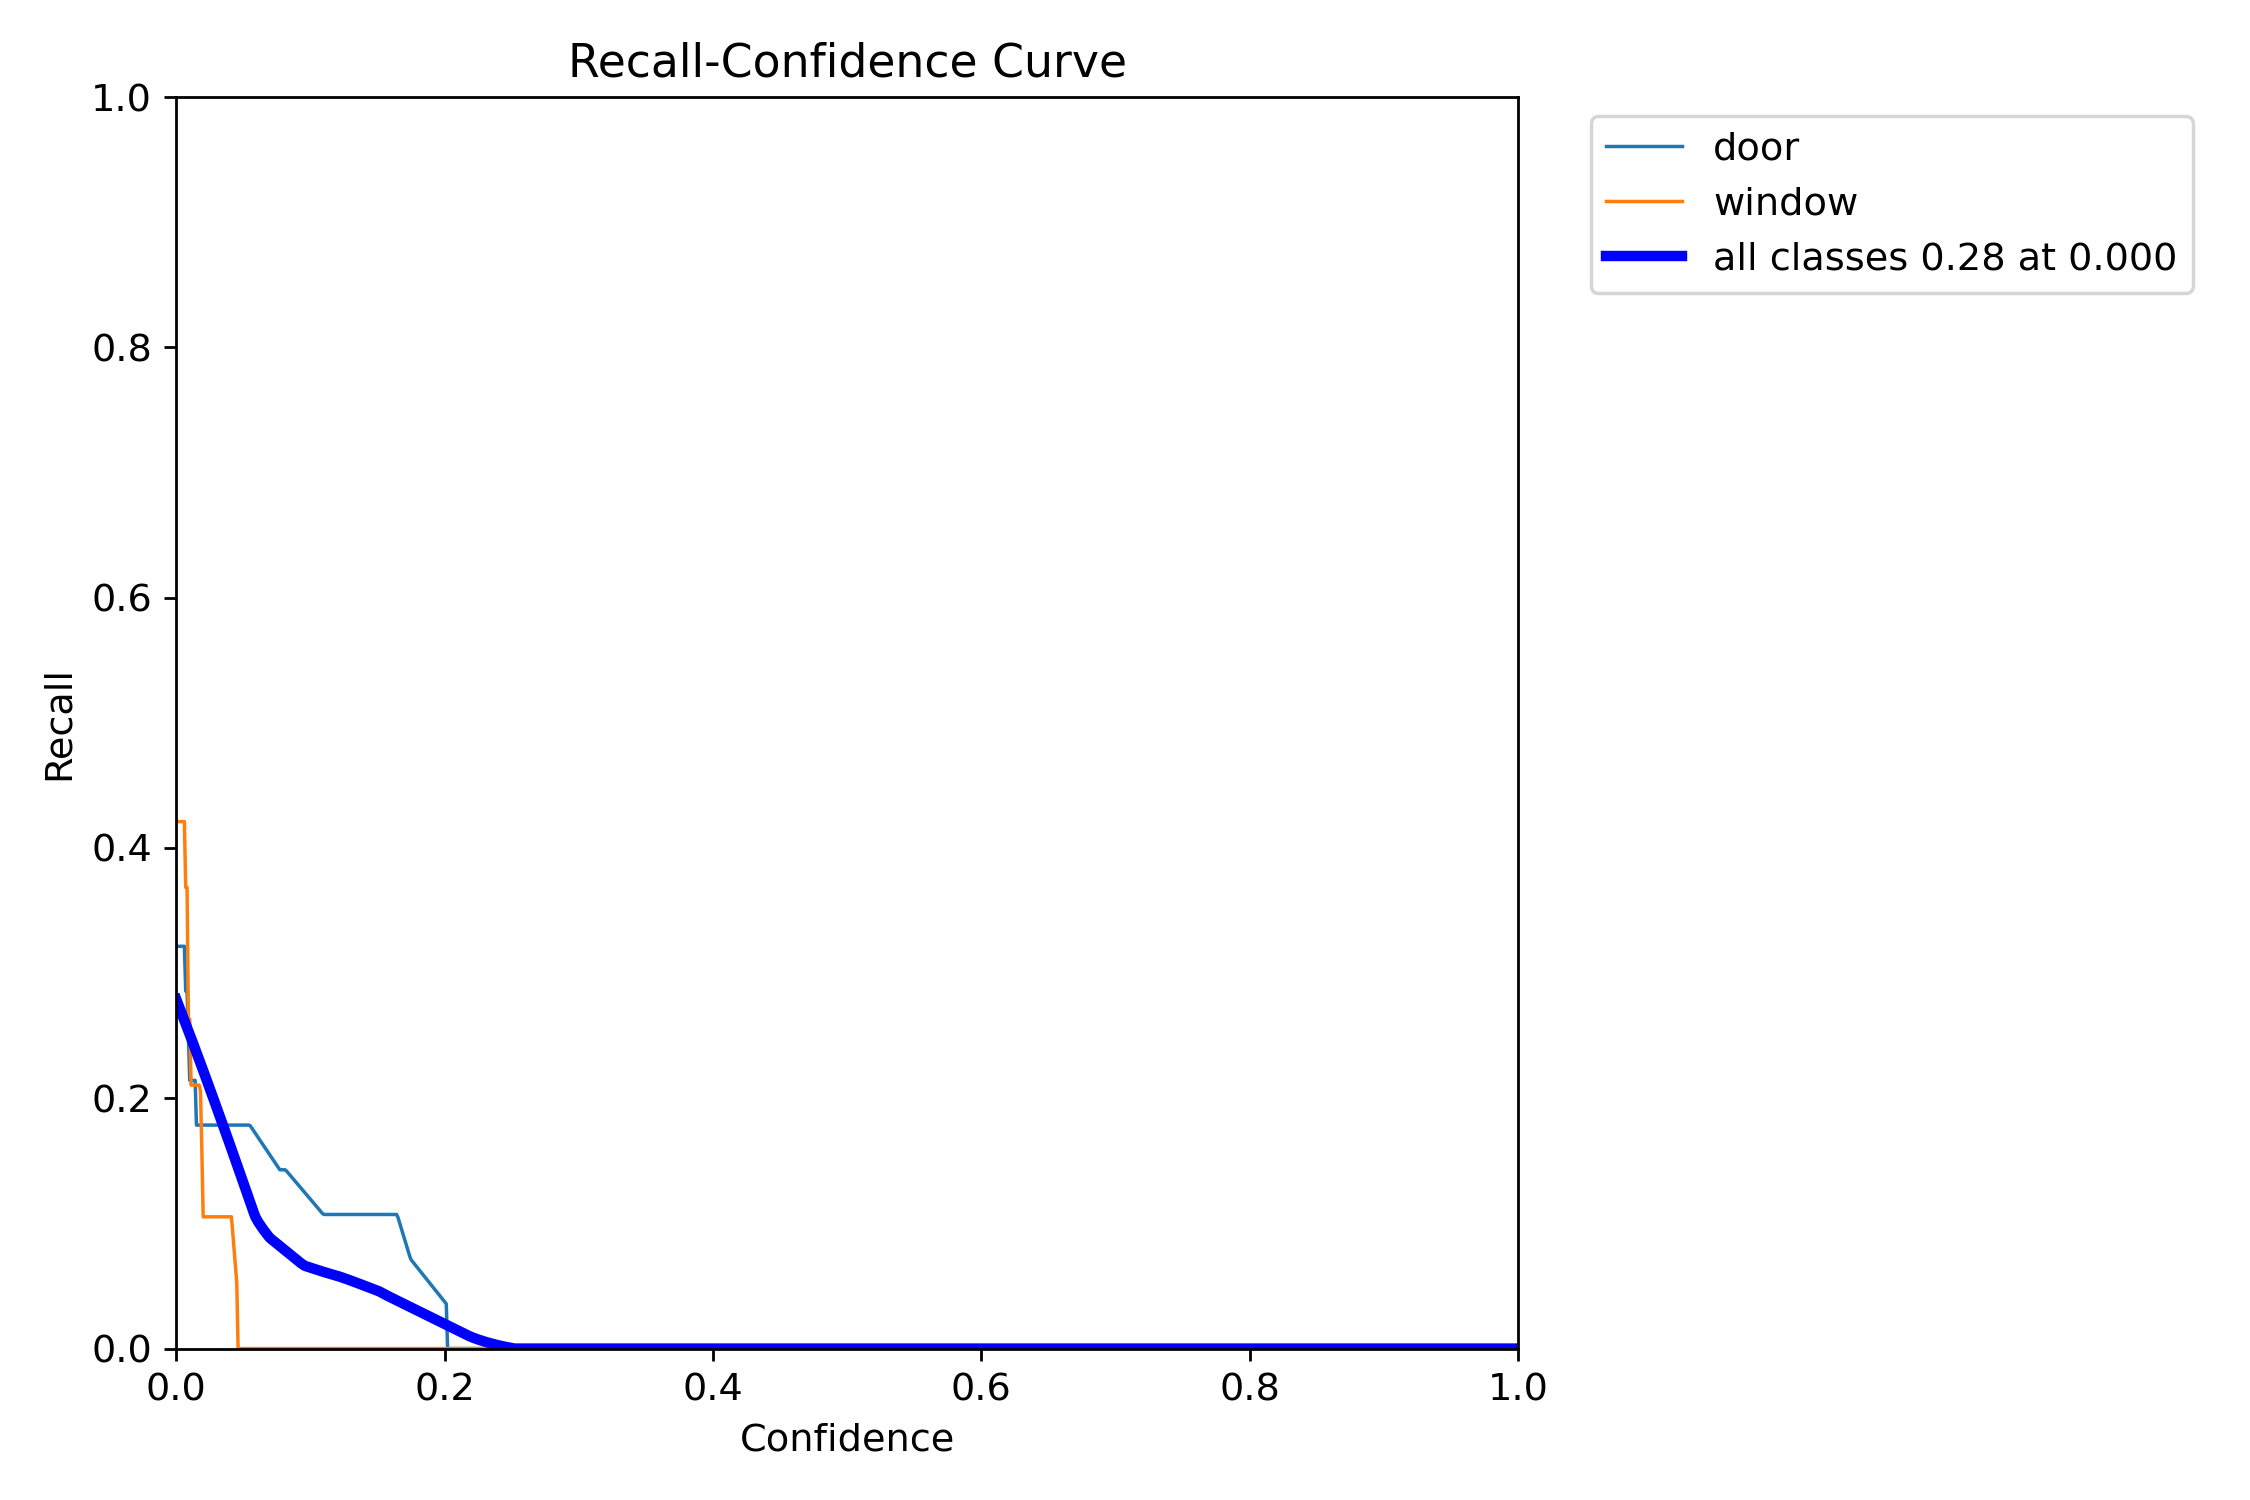 Recall-Confidence Curve
1.0
0.8
0.6
0.4
0.2
0.0
Recall
0.0 0.2 0.4 0.6 0.8 1.0
Confidence
door
window
all classes 0.28 at 0.000